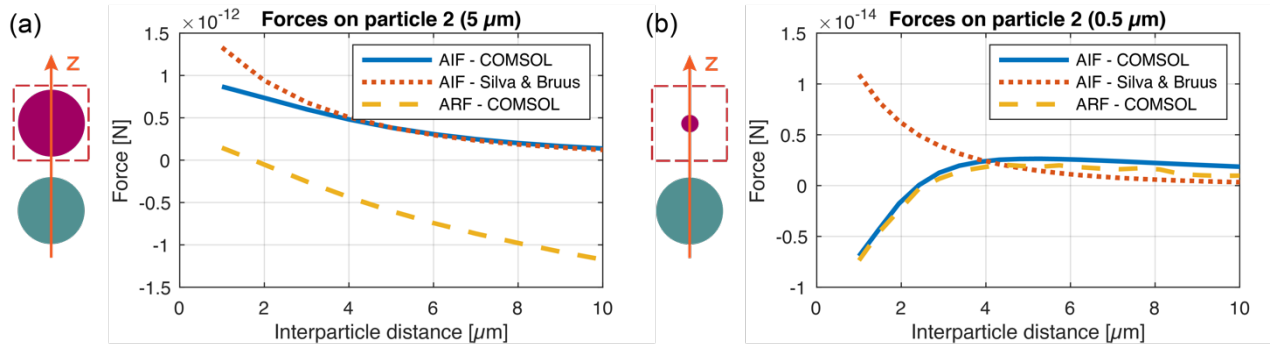 (a)
z
×10⁻¹²
Forces on particle 2 (5 µm)
AIF - COMSOL
AIF - Silva & Bruus
ARF - COMSOL
Force [N]
1.5
1
0.5
0
-0.5
-1
-1.5
0 2 4 6 8 10
Interparticle distance [µm]
(b)
z
×10⁻¹⁴
Forces on particle 2 (0.5 µm)
AIF - COMSOL
AIF - Silva & Bruus
ARF - COMSOL
Force [N]
1.5
1
0.5
0
-0.5
-1
0 2 4 6 8 10
Interparticle distance [µm]